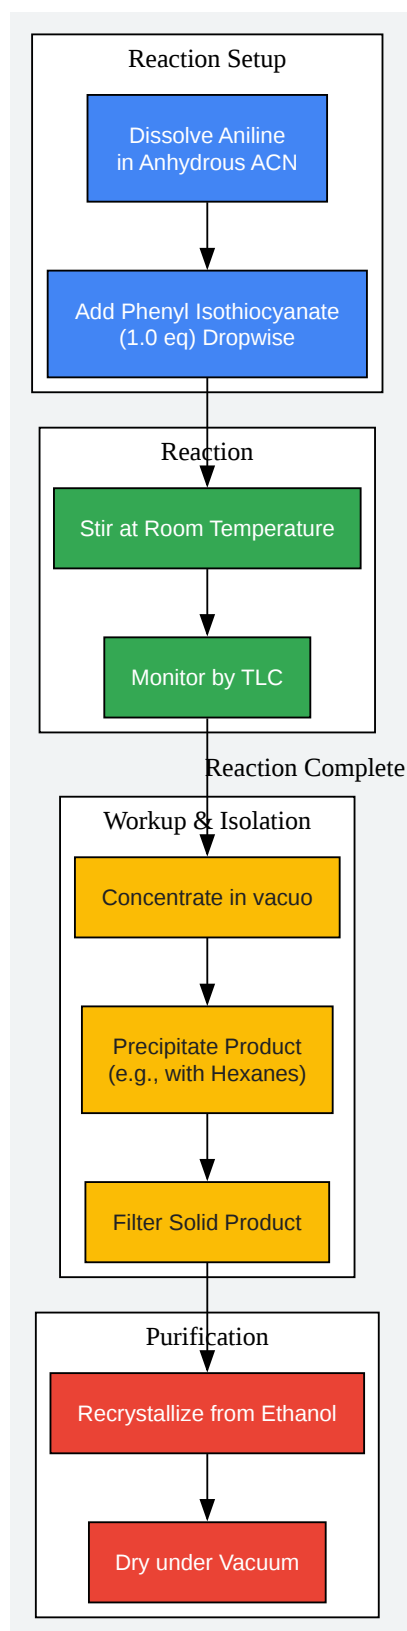 Reaction Setup
Dissolve Aniline
in Anhydrous ACN
Add Phenyl Isothiocyanate
(1.0 eq) Dropwise
Reaction
Stir at Room Temperature
Monitor by TLC
Reaction Complete
Workup & Isolation
Concentrate in vacuo
Precipitate Product
(e.g., with Hexanes)
Filter Solid Product
Purification
Recrystallize from Ethanol
Dry under Vacuum